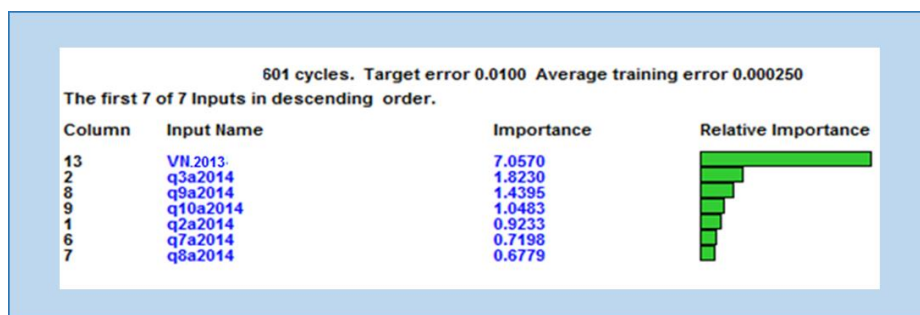 601 cycles. Target error 0.0100 Average training error 0.000250
The first 7 of 7 Inputs in descending order.
Column Input Name Importance Relative Importance
13 VN.2013 7.0570
2 q3a2014 1.8230
8 q9a2014 1.4395
9 q10a2014 1.0483
1 q2a2014 0.9233
6 q7a2014 0.7198
7 q8a2014 0.6779